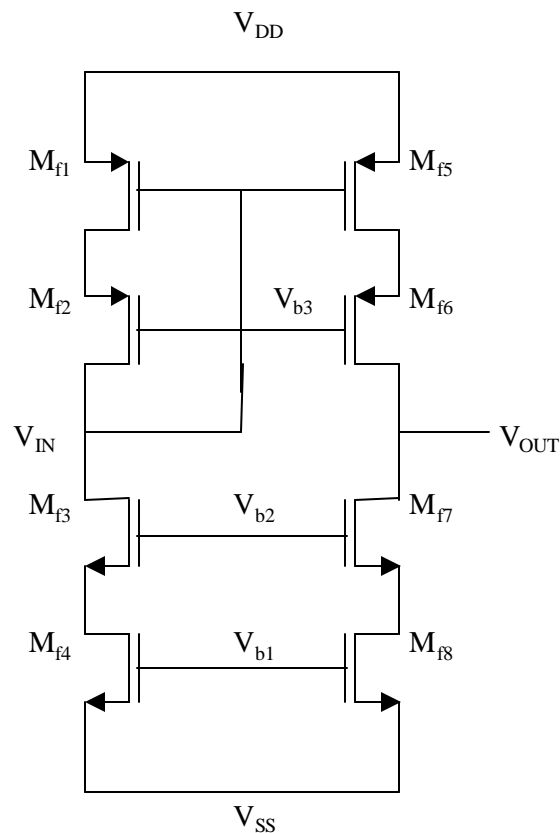 V_DD
M_f1 M_f5
M_f2 V_b3 M_f6
V_IN V_OUT
M_f3 V_b2 M_f7
M_f4 V_b1 M_f8
V_SS